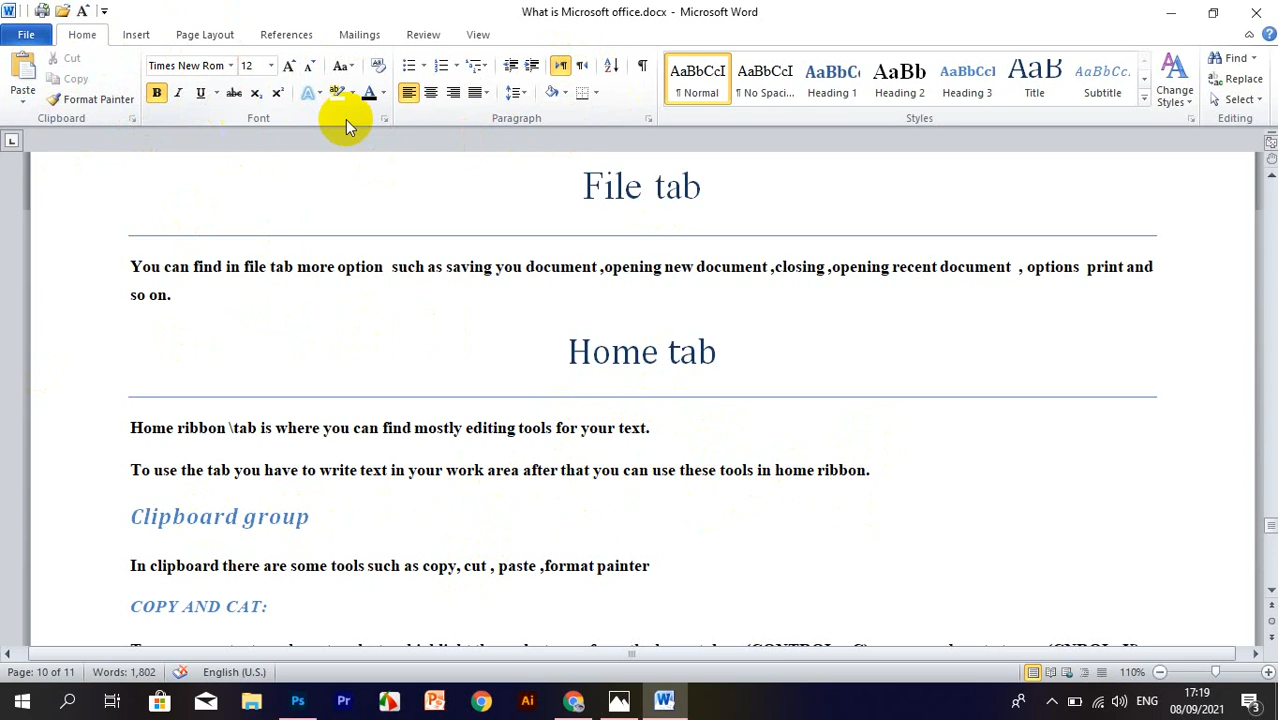 What is Microsoft office.docx - Microsoft Word
File Home Insert Page Layout References Mailings Review View
Paste
Cut
Copy
Format Painter
Clipboard
Times New Rom 12
Font
Paragraph
AaBbCcI AaBbCcI AaBbCc AaBb AaBbCcI AaB AaBbCc.
¶ Normal ¶ No Spaci... Heading 1 Heading 2 Heading 3 Title Subtitle
Change
Styles
Styles
Find
Replace
Select
Editing
File tab
You can find in file tab more option such as saving you document ,opening new document ,closing ,opening recent document , options print and
so on.
Home tab
Home ribbon \tab is where you can find mostly editing tools for your text.
To use the tab you have to write text in your work area after that you can use these tools in home ribbon.
Clipboard group
In clipboard there are some tools such as copy, cut , paste ,format painter
COPY AND CAT:
Page: 10 of 11 Words: 1,802 English (U.S.) 110%
ENG 17:19
08/09/2021